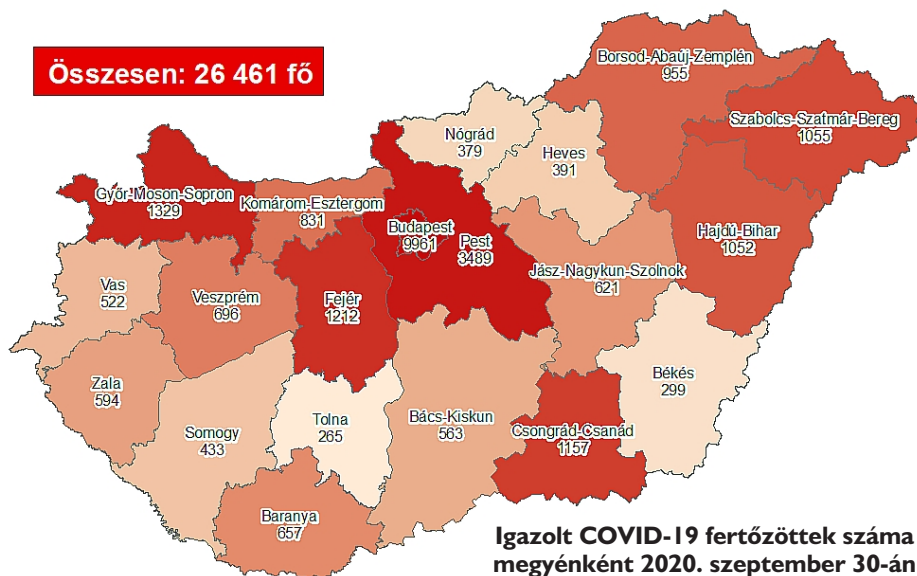 Összesen: 26 461 fő
Borsod-Abaúj-Zemplén
955
Szabolcs-Szatmár-Bereg
1055
Nógrád
379
Heves
391
Győr-Moson-Sopron
1329
Komárom-Esztergom
831
Budapest
9961
Pest
3489
Hajdú-Bihar
1052
Jász-Nagykun-Szolnok
621
Vas
522
Veszprém
696
Fejér
1212
Zala
594
Somogy
433
Tolna
265
Bács-Kiskun
563
Békés
299
Csongrád-Csanád
1157
Baranya
657
Igazolt COVID-19 fertőzöttek száma
megyénként 2020. szeptember 30-án